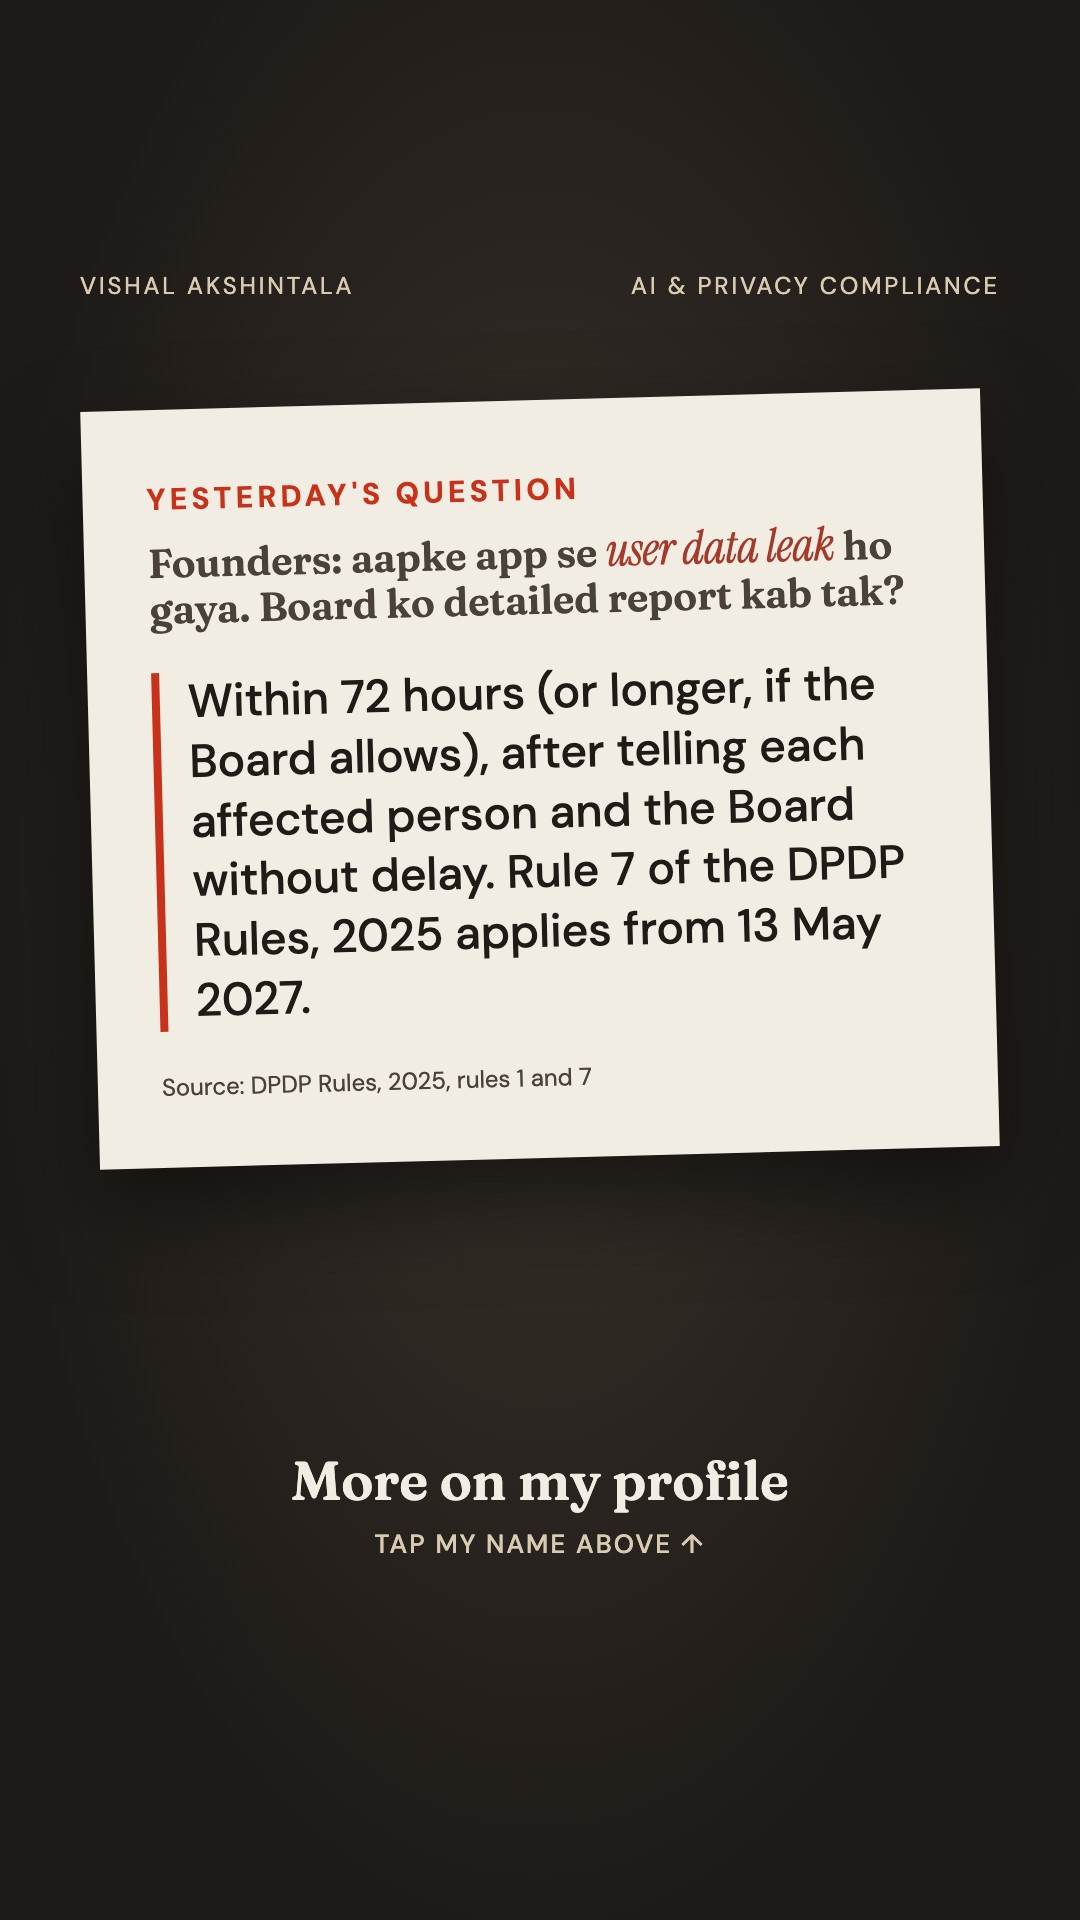 VISHAL AKSHINTALA
AI & PRIVACY COMPLIANCE
YESTERDAY'S QUESTION
Founders: aapke app se user data leak ho
gaya. Board ko detailed report kab tak?
Within 72 hours (or longer, if the
Board allows), after telling each
affected person and the Board
without delay. Rule 7 of the DPDP
Rules, 2025 applies from 13 May
2027.
Source: DPDP Rules, 2025, rules 1 and 7
More on my profile
TAP MY NAME ABOVE ↑